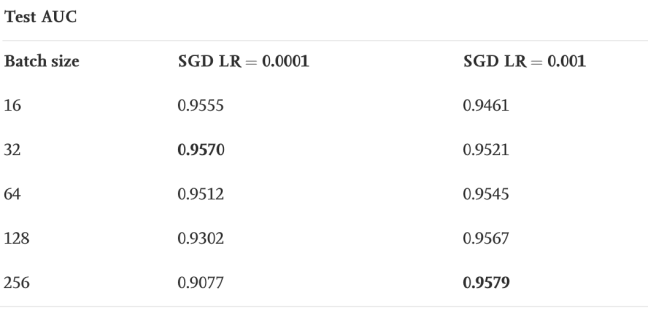 Test AUC
Batch size SGD LR = 0.0001 SGD LR = 0.001
16 0.9555 0.9461
32 0.9570 0.9521
64 0.9512 0.9545
128 0.9302 0.9567
256 0.9077 0.9579